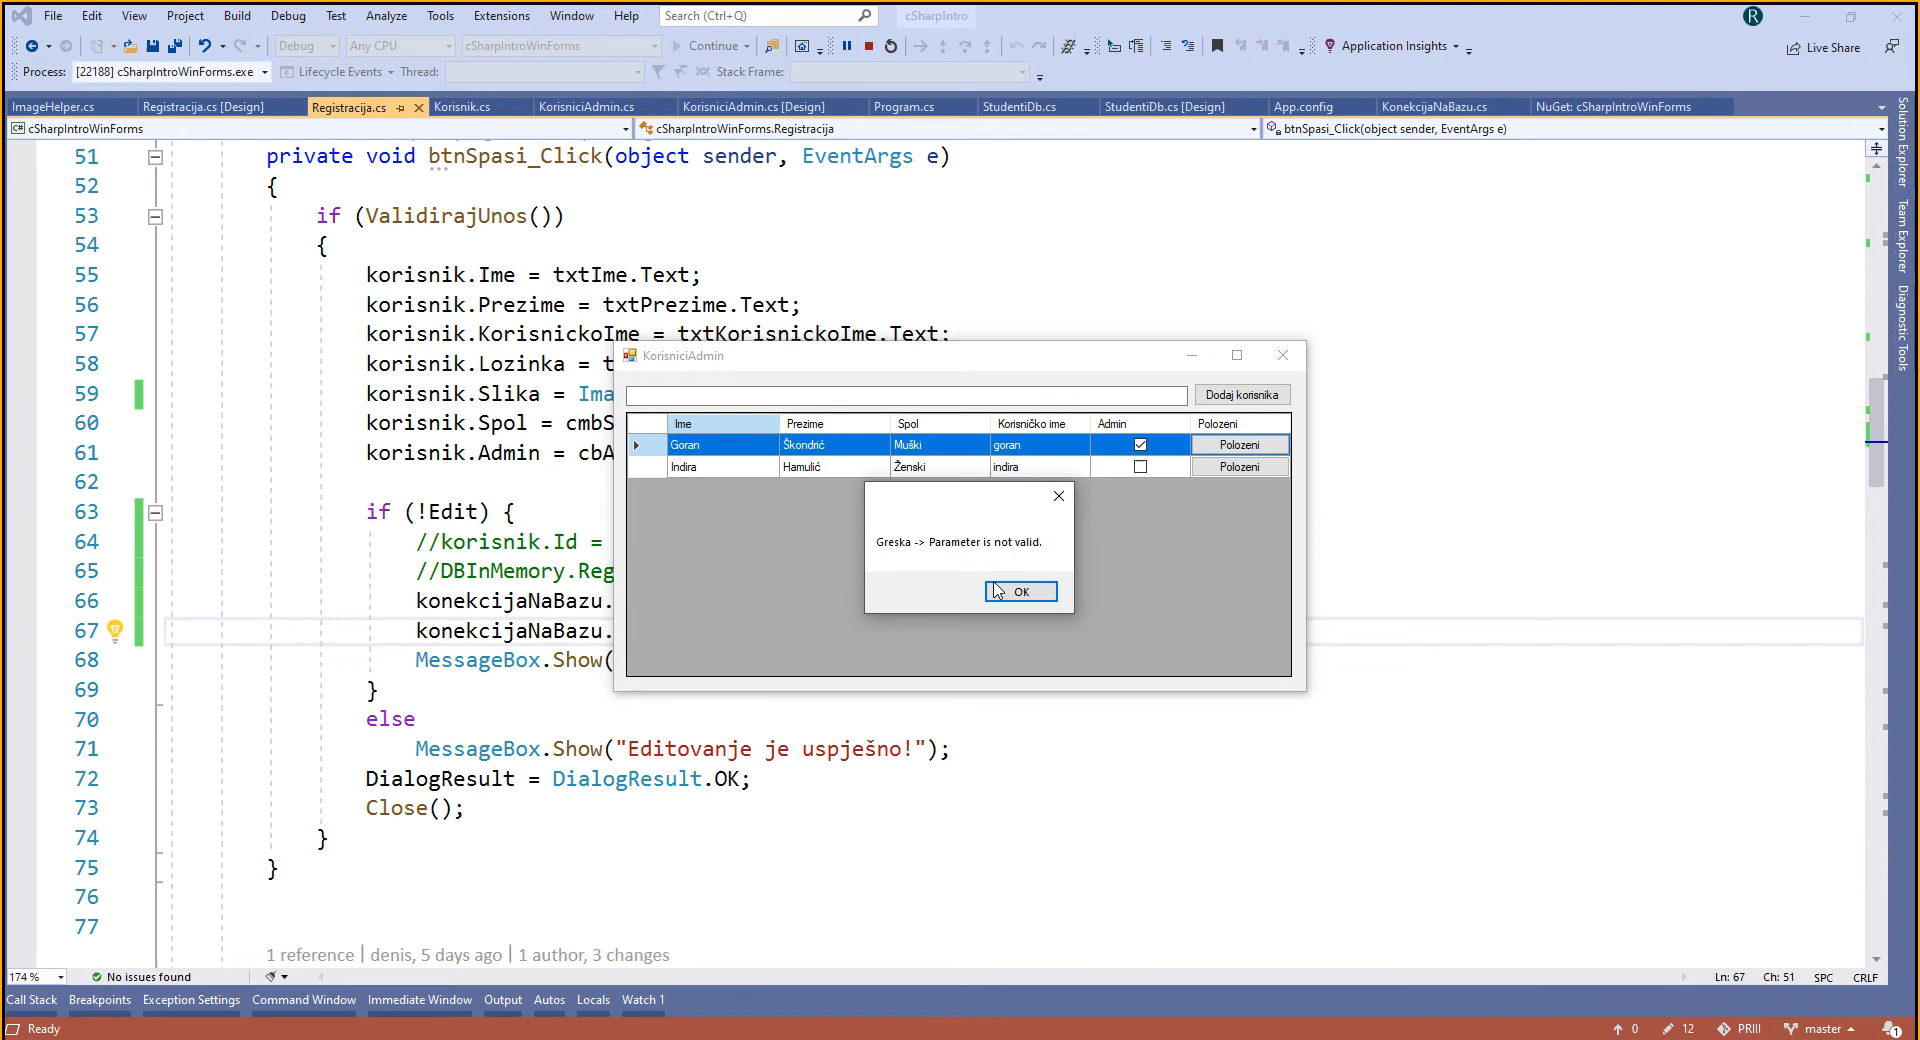 File Edit View Project Build Debug Test Analyze Tools Extensions Window Help Search (Ctrl+Q) cSharpIntro R
Debug Any CPU cSharpIntroWinForms Continue Application Insights Live Share
Process: [22188] cSharpIntroWinForms.exe Lifecycle Events Thread: Stack Frame:
ImageHelper.cs Registracija.cs [Design] Registracija.cs Korisnik.cs KorisniciAdmin.cs KorisniciAdmin.cs [Design] Program.cs StudentiDb.cs StudentiDb.cs [Design] App.config KonekcijaNaBazu.cs NuGet: cSharpIntroWinForms
C# cSharpIntroWinForms cSharpIntroWinForms.Registracija btnSpasi_Click(object sender, EventArgs e)
51 private void btnSpasi_Click(object sender, EventArgs e)
52 {
53 if (ValidirajUnos())
54 {
55 korisnik.Ime = txtIme.Text;
56 korisnik.Prezime = txtPrezime.Text;
57 korisnik.KorisnickoIme = txtKorisnickoIme.Text;
58 korisnik.Lozinka = t
59 korisnik.Slika = Ima
60 korisnik.Spol = cmbS
61 korisnik.Admin = cbA
62
63 if (!Edit) {
64 //korisnik.Id =
65 //DBInMemory.Reg
66 konekcijaNaBazu.
67 konekcijaNaBazu.
68 MessageBox.Show(
69 }
70 else
71 MessageBox.Show("Editovanje je uspješno!");
72 DialogResult = DialogResult.OK;
73 Close();
74 }
75 }
76
77
1 reference | denis, 5 days ago | 1 author, 3 changes
KorisniciAdmin
Dodaj korisnika
Ime Prezime Spol Korisničko ime Admin Polozeni
Goran Škondrić Muški goran Polozeni
Indira Hamulić Ženski indira Polozeni
Greska -> Parameter is not valid.
OK
Solution Explorer
Team Explorer
Diagnostic Tools
174 % No issues found Ln: 67 Ch: 51 SPC CRLF
Call Stack Breakpoints Exception Settings Command Window Immediate Window Output Autos Locals Watch 1
Ready 0 12 PRIII master 1